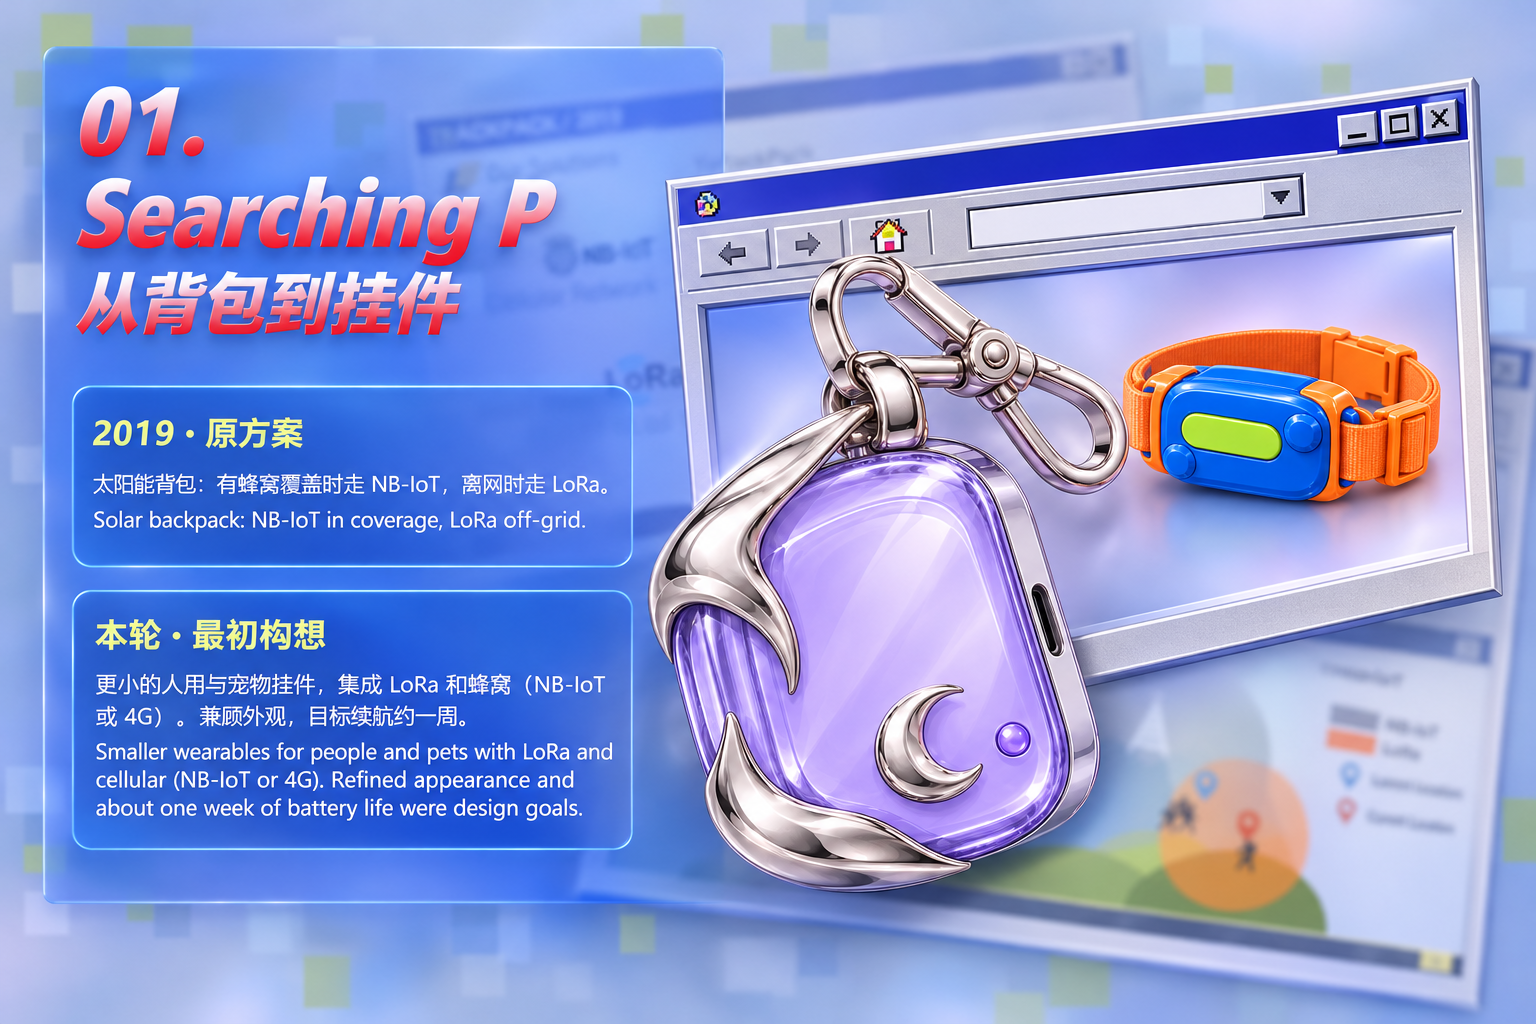 01.
Searching P
从背包到挂件
2019 · 原方案
太阳能背包：有蜂窝覆盖时走 NB-IoT，离网时走 LoRa。
Solar backpack: NB-IoT in coverage, LoRa off-grid.
本轮 · 最初构想
更小的人用与宠物挂件，集成 LoRa 和蜂窝（NB-IoT
或 4G）。兼顾外观，目标续航约一周。
Smaller wearables for people and pets with LoRa and
cellular (NB-IoT or 4G). Refined appearance and
about one week of battery life were design goals.
NB-IoT
LoRa